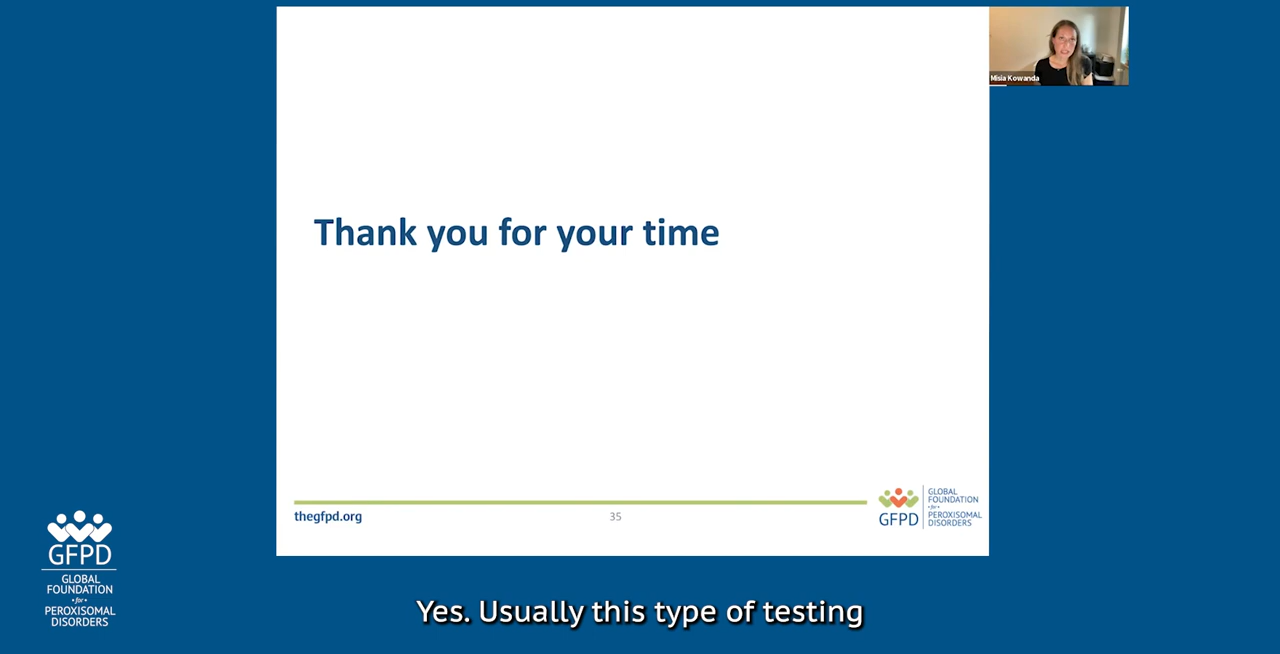 Misia Kowanda
Thank you for your time
thegfpd.org
35
GFPD
GLOBAL
FOUNDATION
for
PEROXISOMAL
DISORDERS
GFPD
GLOBAL
FOUNDATION
•for•
PEROXISOMAL
DISORDERS
Yes. Usually this type of testing